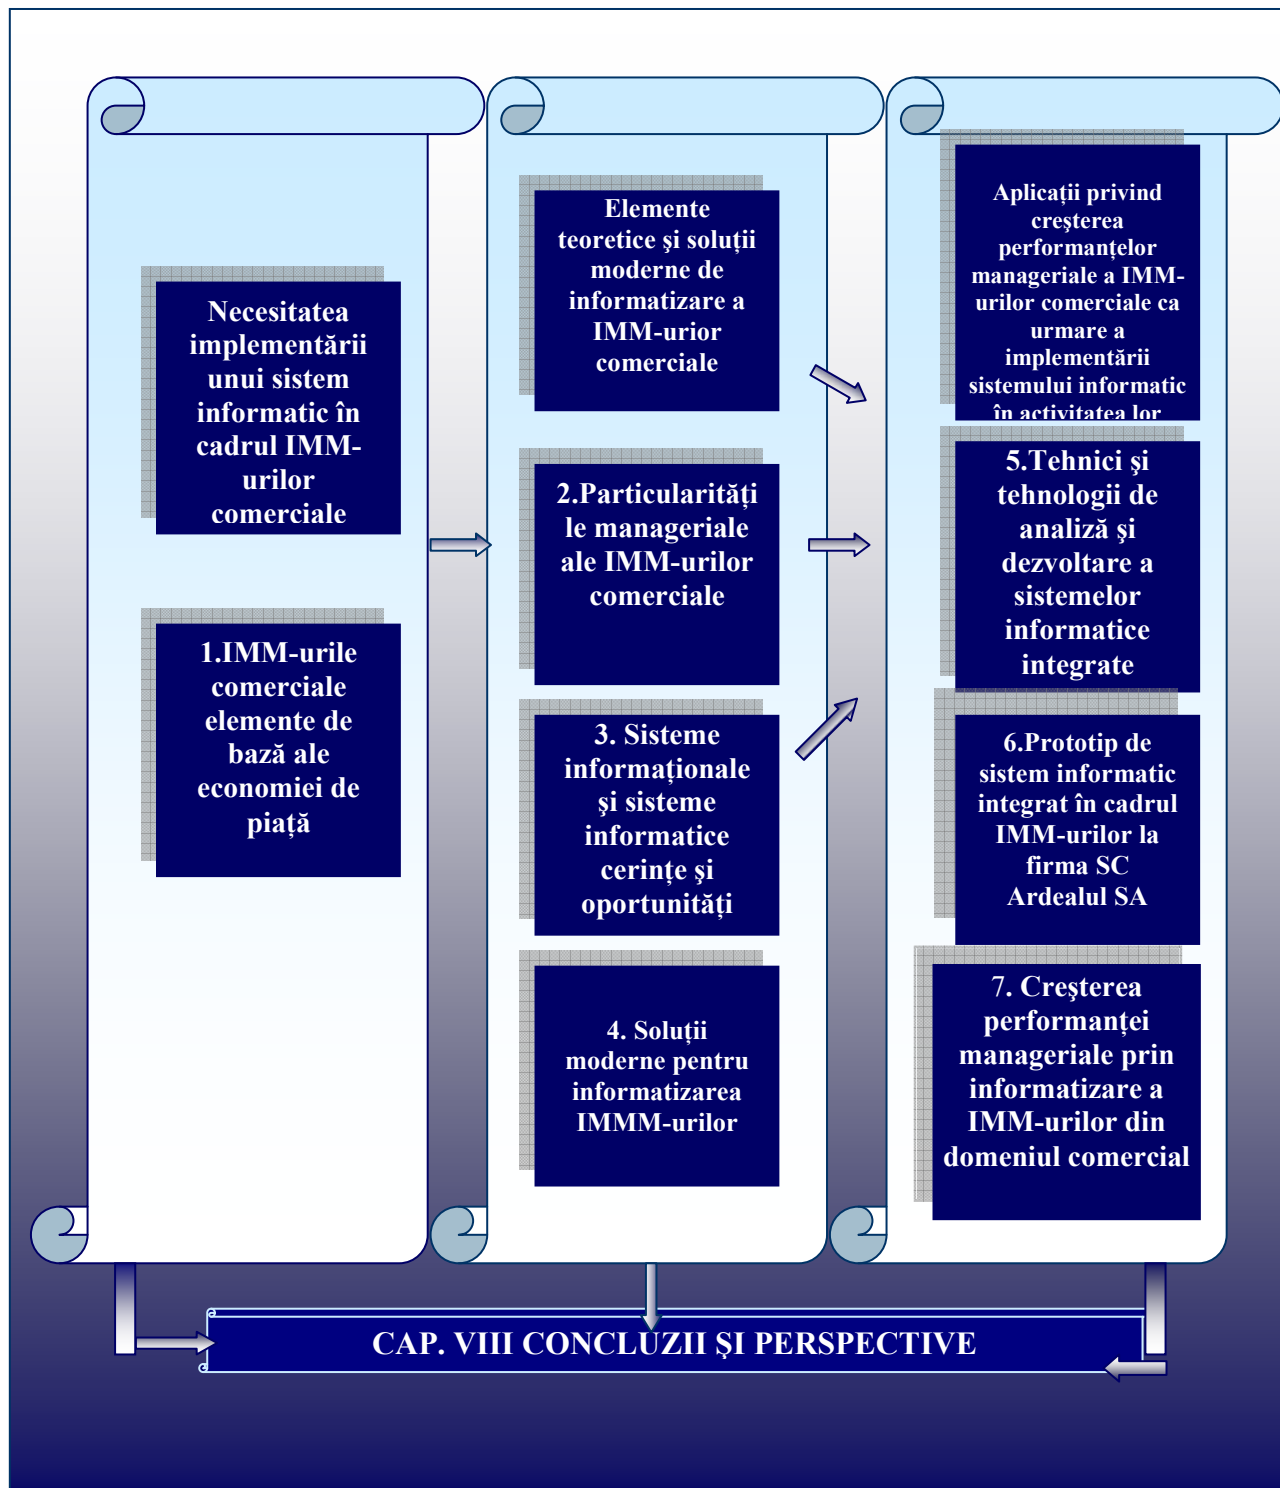 Necesitatea
implementării
unui sistem
informatic în
cadrul IMM-
urilor
comerciale
1.IMM-urile
comerciale
elemente de
bază ale
economiei de
piață
Elemente
teoretice şi soluții
moderne de
informatizare a
IMM-urior
comerciale
2.Particularități
le manageriale
ale IMM-urilor
comerciale
3. Sisteme
informaționale
şi sisteme
informatice
cerințe şi
oportunități
4. Soluții
moderne pentru
informatizarea
IMMM-urilor
Aplicații privind
creşterea
performanțelor
manageriale a IMM-
urilor comerciale ca
urmare a
implementării
sistemului informatic
în activitatea lor
5.Tehnici şi
tehnologii de
analiză şi
dezvoltare a
sistemelor
informatice
integrate
6.Prototip de
sistem informatic
integrat în cadrul
IMM-urilor la
firma SC
Ardealul SA
7. Creşterea
performanței
manageriale prin
informatizare a
IMM-urilor din
domeniul comercial
CAP. VIII CONCLUZII ŞI PERSPECTIVE